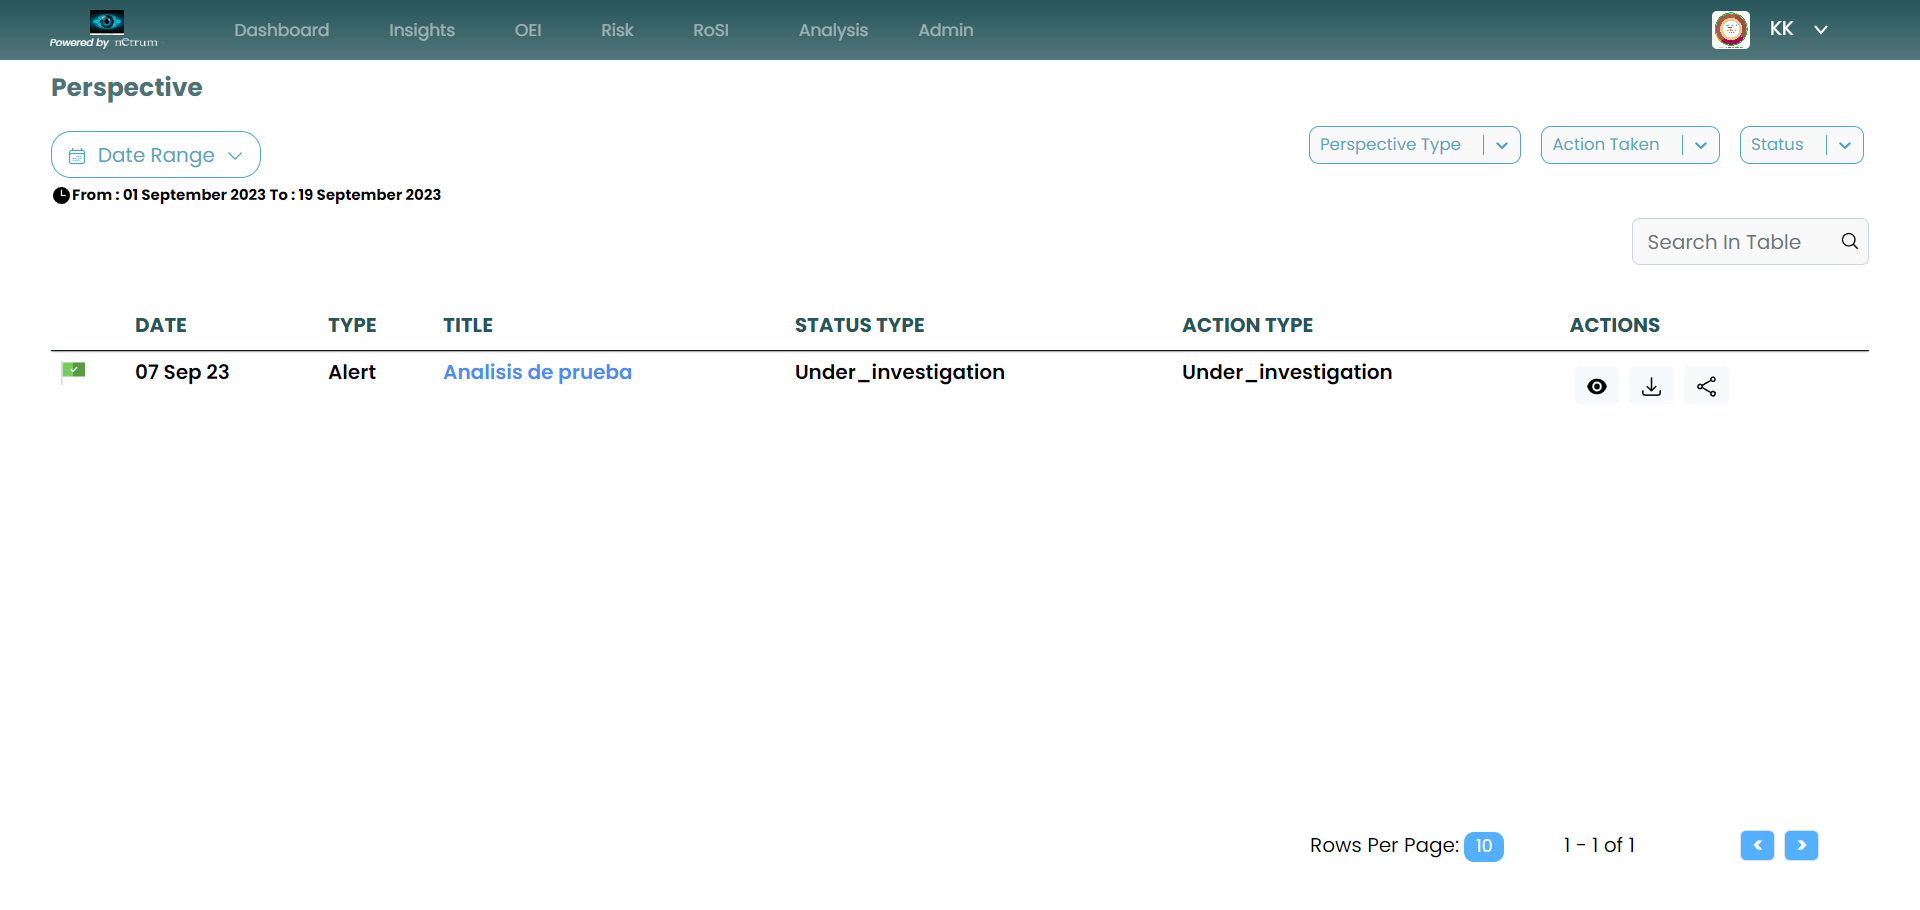 Powered by nCtrum
Dashboard Insights OEI Risk RoSI Analysis Admin KK
Perspective
Date Range Perspective Type Action Taken Status
From : 01 September 2023 To : 19 September 2023
Search In Table
DATE TYPE TITLE STATUS TYPE ACTION TYPE ACTIONS
07 Sep 23 Alert Analisis de prueba Under_investigation Under_investigation
Rows Per Page: 10 1 - 1 of 1